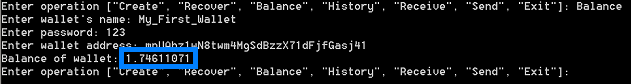 Enter operation ["Create", "Recover", "Balance", "History", "Receive", "Send", "Exit"]: Balance
Enter wallet's name: My_First_Wallet
Enter password: 123
Enter wallet address:
Balance of wallet: 1.74611071
Enter operation ["Create", "Recover", "Balance", "History", "Receive", "Send", "Exit"]: